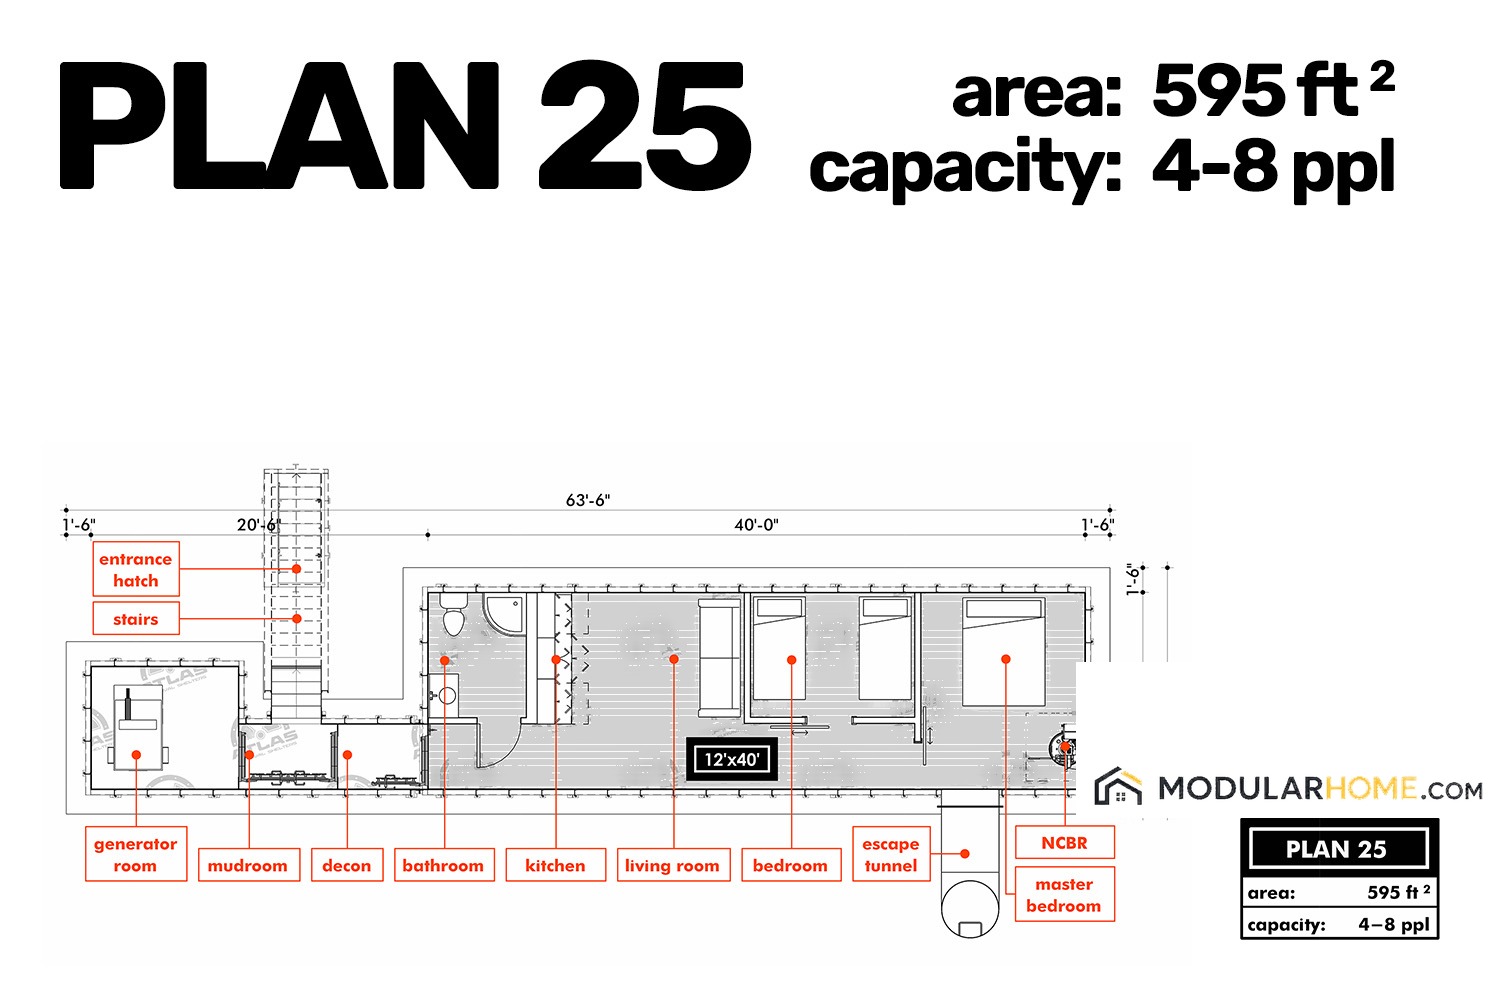 PLAN 25
area: 595 ft²
capacity: 4-8 ppl
63'-6"
1'-6" 20'-6" 40'-0" 1'-6"
entrance
hatch
1'-6"
stairs
ATLAS
ATLAS
12'x40'
MODULARHOME.COM
generator
room
mudroom
decon
bathroom
kitchen
living room
bedroom
escape
tunnel
NCBR
master
bedroom
PLAN 25
area: 595 ft²
capacity: 4–8 ppl